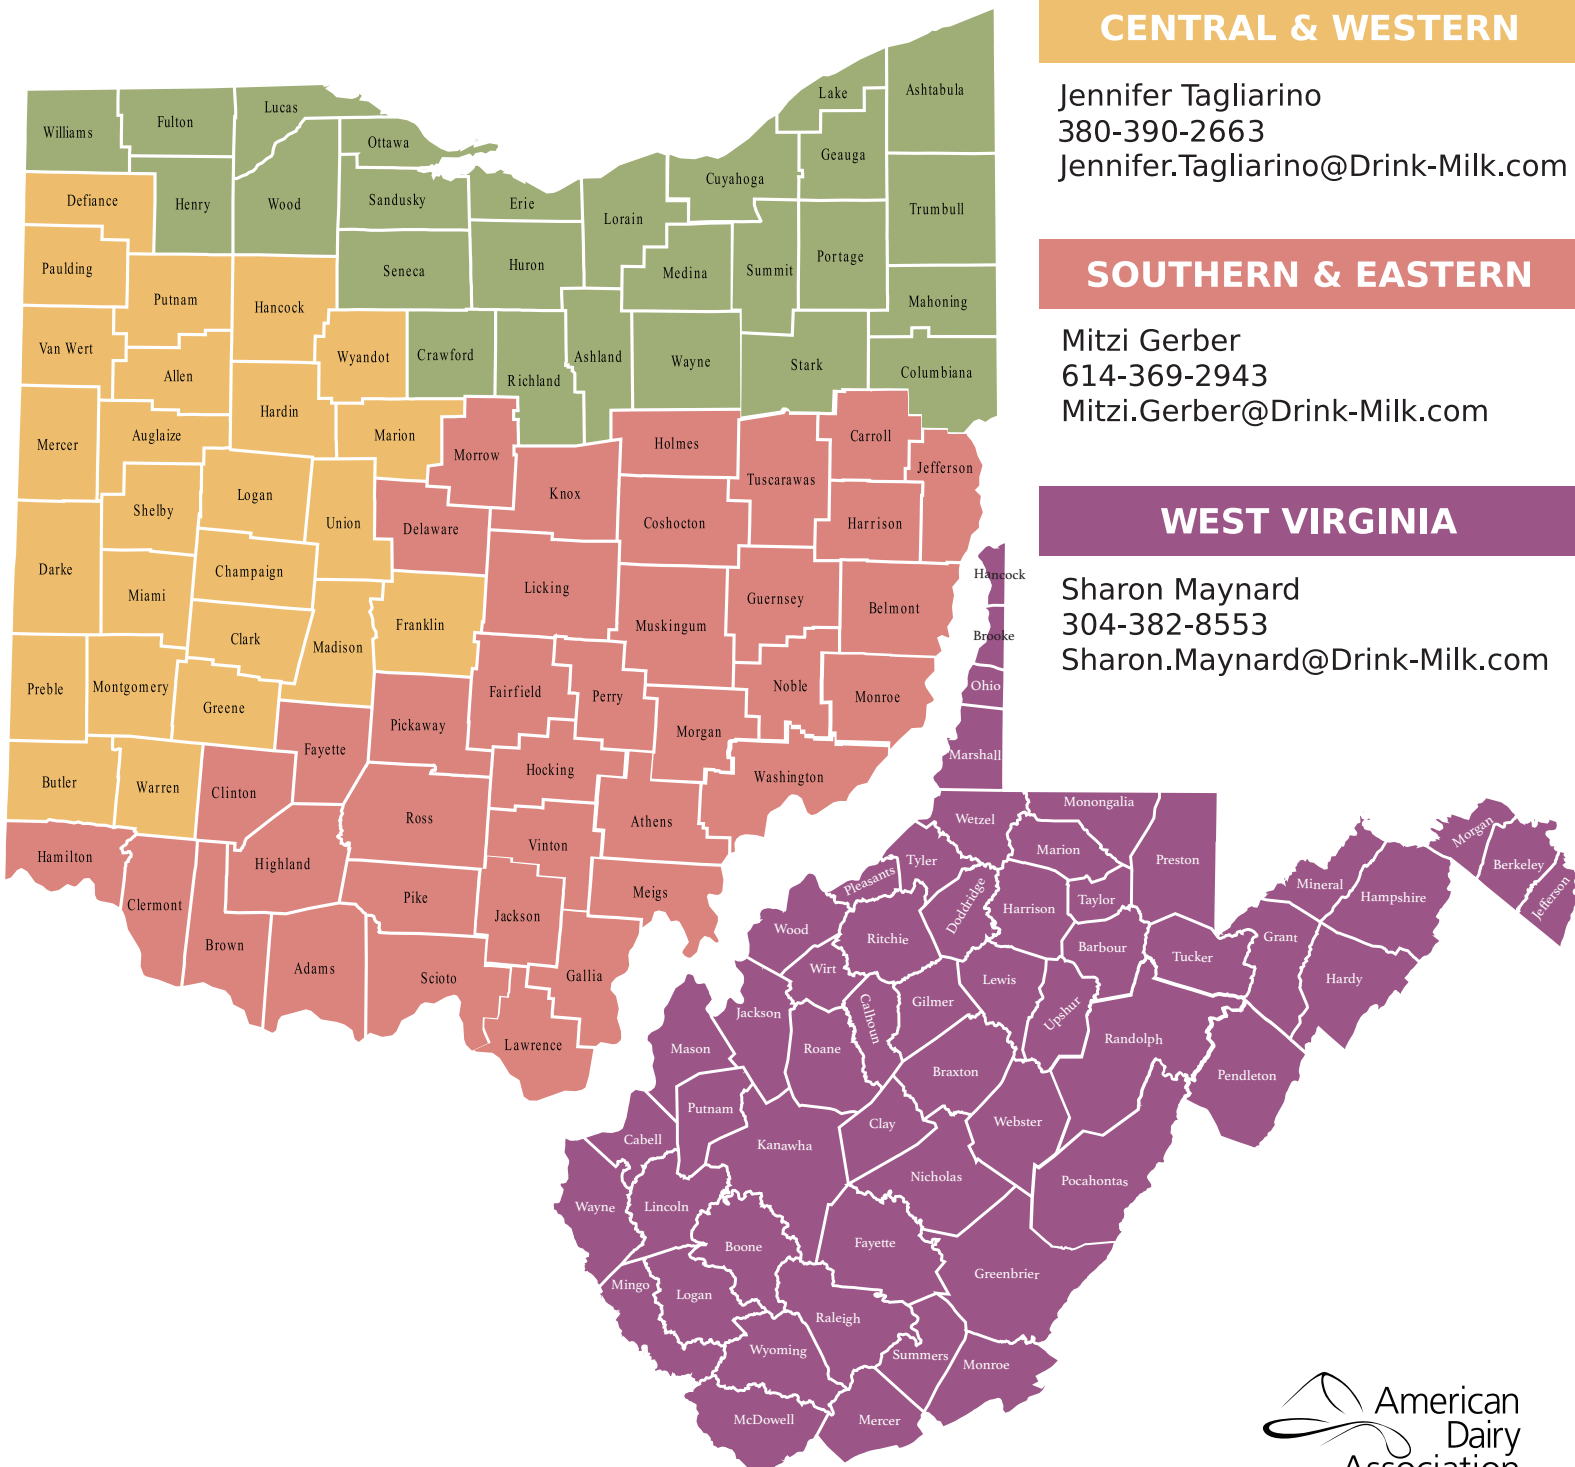 CENTRAL & WESTERN
Jennifer Tagliarino
380-390-2663
Jennifer.Tagliarino@Drink-Milk.com
SOUTHERN & EASTERN
Mitzi Gerber
614-369-2943
Mitzi.Gerber@Drink-Milk.com
WEST VIRGINIA
Sharon Maynard
304-382-8553
Sharon.Maynard@Drink-Milk.com
Williams
Fulton
Lucas
Ottawa
Lake
Ashtabula
Geauga
Cuyahoga
Defiance
Henry
Wood
Sandusky
Erie
Lorain
Trumbull
Paulding
Putnam
Hancock
Seneca
Huron
Medina
Summit
Portage
Mahoning
Van Wert
Allen
Wyandot
Crawford
Richland
Ashland
Wayne
Stark
Columbiana
Mercer
Auglaize
Hardin
Marion
Morrow
Holmes
Carroll
Jefferson
Knox
Tuscarawas
Shelby
Logan
Union
Delaware
Coshocton
Harrison
Darke
Miami
Champaign
Licking
Guernsey
Belmont
Clark
Madison
Franklin
Muskingum
Preble
Montgomery
Greene
Fairfield
Perry
Noble
Monroe
Fayette
Pickaway
Morgan
Butler
Warren
Clinton
Hocking
Washington
Ross
Athens
Hamilton
Highland
Vinton
Clermont
Pike
Jackson
Meigs
Brown
Adams
Scioto
Gallia
Lawrence
Hancock
Brooke
Ohio
Marshall
Wetzel
Monongalia
Marion
Preston
Tyler
Pleasants
Doddridge
Harrison
Taylor
Mineral
Hampshire
Morgan
Berkeley
Jefferson
Wood
Ritchie
Barbour
Tucker
Grant
Hardy
Wirt
Lewis
Gilmer
Calhoun
Upshur
Jackson
Roane
Randolph
Mason
Braxton
Pendleton
Putnam
Clay
Webster
Cabell
Kanawha
Nicholas
Pocahontas
Wayne
Lincoln
Boone
Fayette
Greenbrier
Mingo
Logan
Raleigh
Wyoming
Summers
Monroe
McDowell
Mercer
American
Dairy
Association